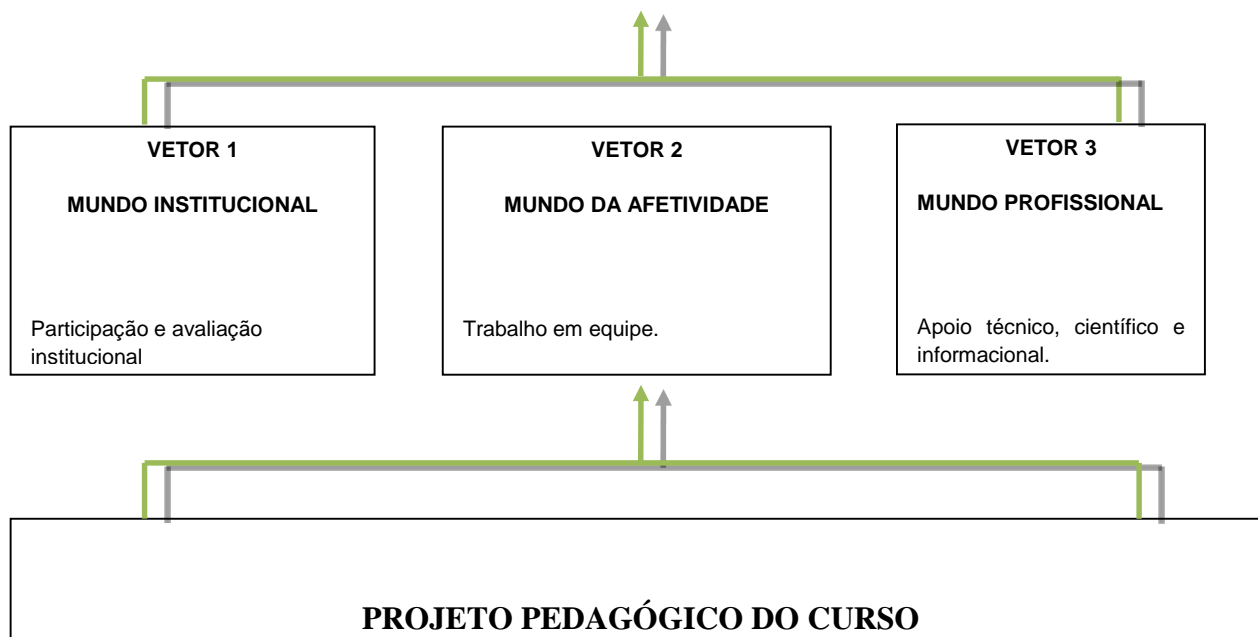 VETOR 1
MUNDO INSTITUCIONAL
Participação e avaliação
institucional
VETOR 2
MUNDO DA AFETIVIDADE
Trabalho em equipe.
VETOR 3
MUNDO PROFISSIONAL
Apoio técnico, científico e
informacional.
PROJETO PEDAGÓGICO DO CURSO